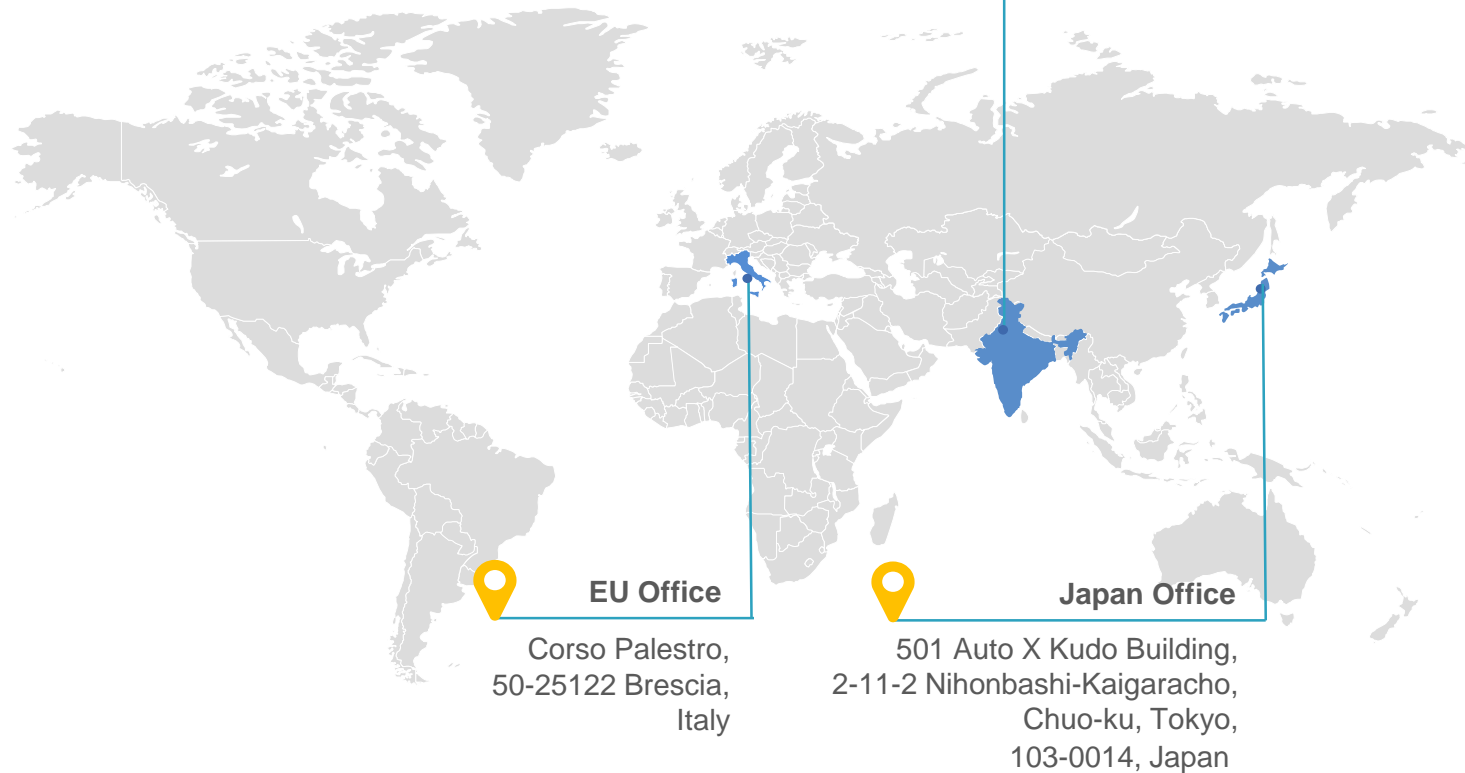 EU Office
Corso Palestro,
50-25122 Brescia,
Italy
Japan Office
501 Auto X Kudo Building,
2-11-2 Nihonbashi-Kaigaracho,
Chuo-ku, Tokyo,
103-0014, Japan